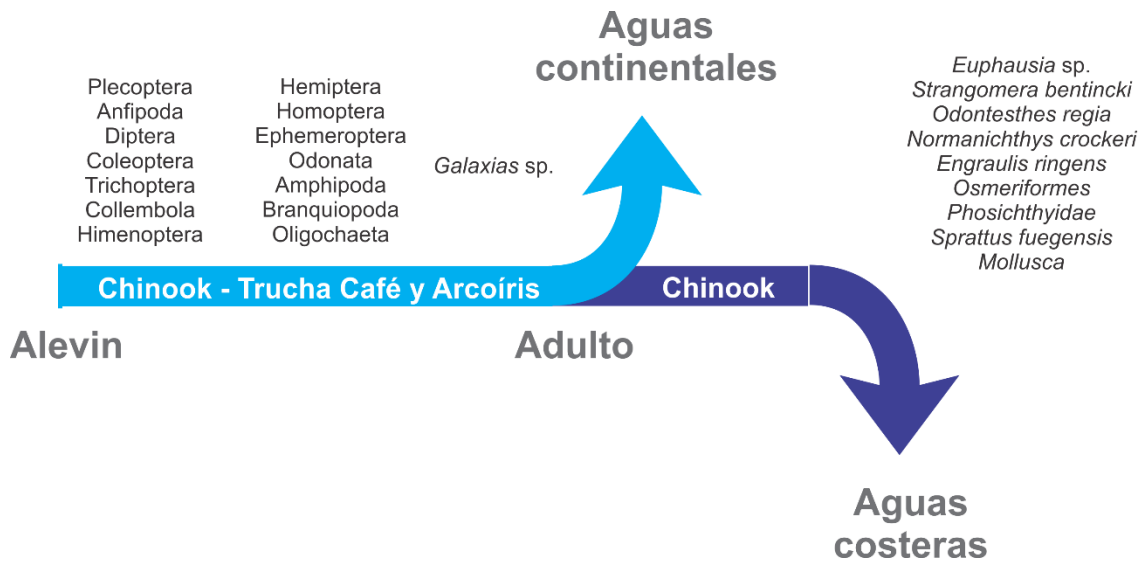 Aguas
continentales
Plecoptera
Anfipoda
Diptera
Coleoptera
Trichoptera
Collembola
Himenoptera
Hemiptera
Homoptera
Ephemeroptera
Odonata
Amphipoda
Branquiopoda
Oligochaeta
Galaxias sp.
Euphausia sp.
Strangomera bentincki
Odontesthes regia
Normanichthys crockeri
Engraulis ringens
Osmeriformes
Phosichthyidae
Sprattus fuegensis
Mollusca
Chinook - Trucha Café y Arcoíris
Chinook
Alevin
Adulto
Aguas
costeras